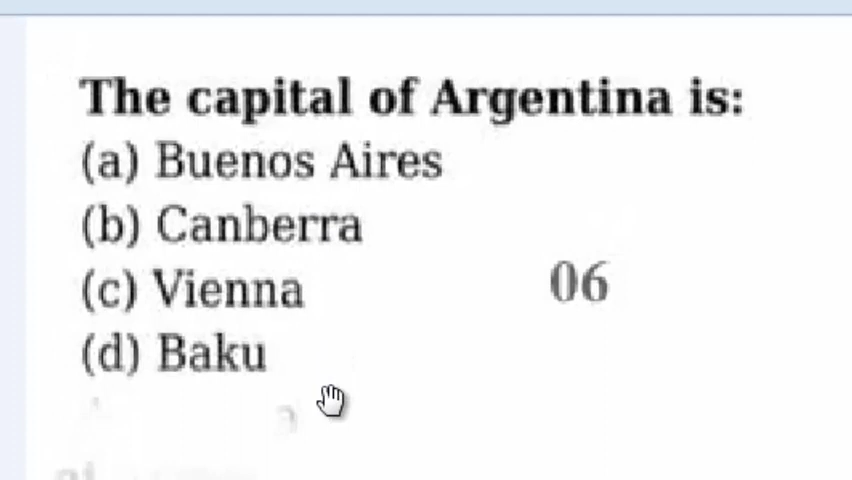 The capital of Argentina is:
(a) Buenos Aires
(b) Canberra
(c) Vienna
06
(d) Baku